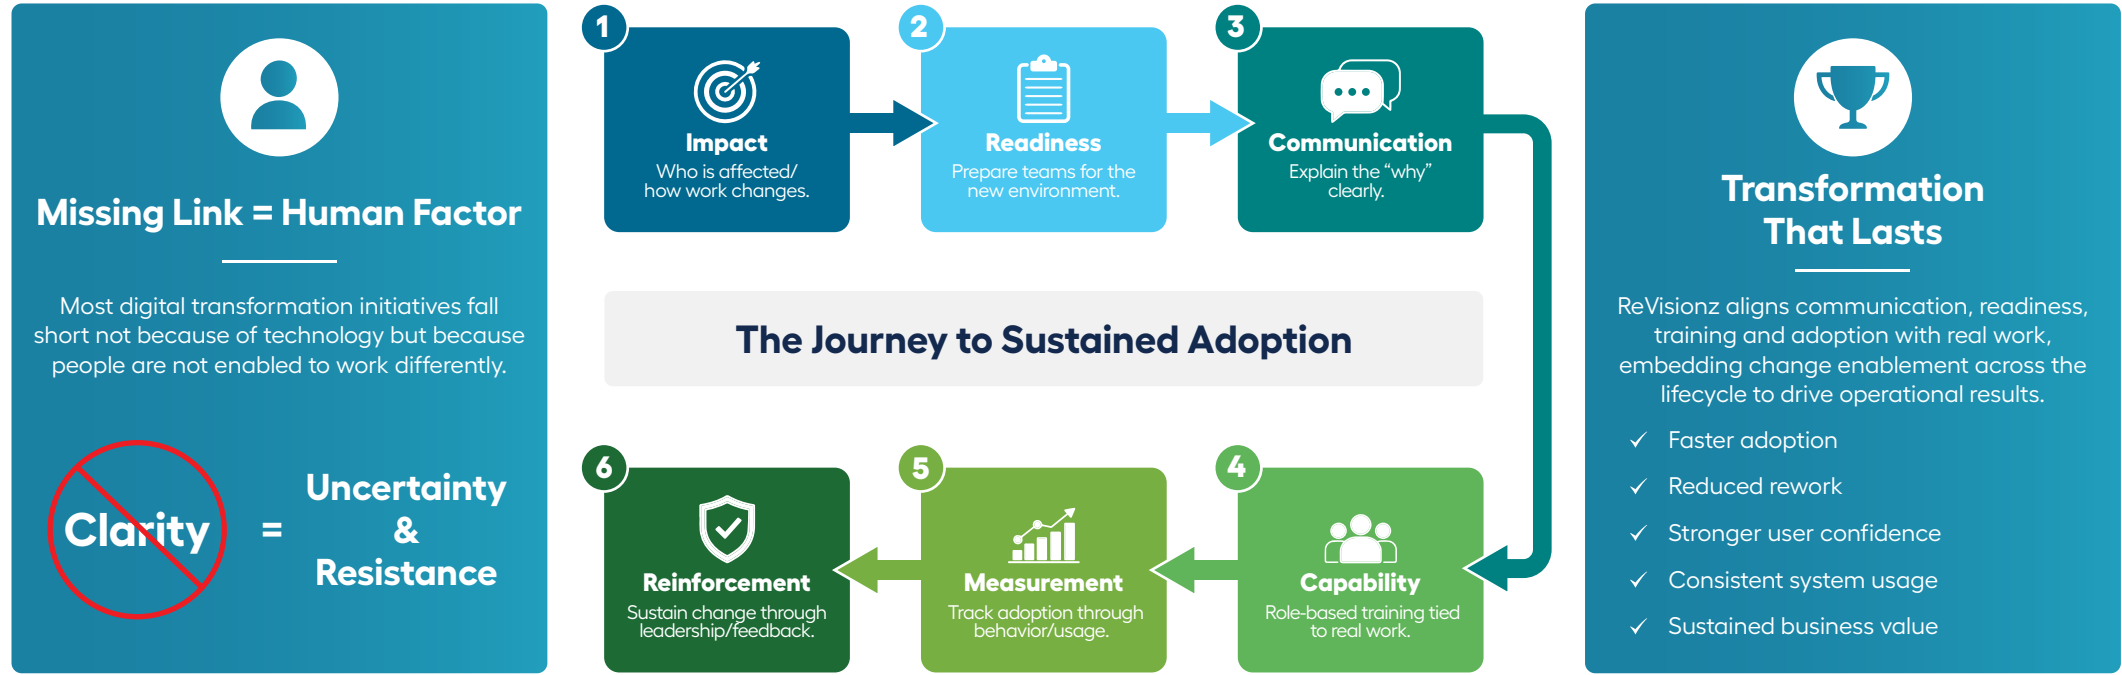 Missing Link = Human Factor
Most digital transformation initiatives fall
short not because of technology but because
people are not enabled to work differently.
Clarity
=
Uncertainty
&
Resistance
1
Impact
Who is affected/
how work changes.
2
Readiness
Prepare teams for the
new environment.
3
Communication
Explain the “why”
clearly.
The Journey to Sustained Adoption
4
Capability
Role-based training tied
to real work.
5
Measurement
Track adoption through
behavior/usage.
6
Reinforcement
Sustain change through
leadership/feedback.
Transformation
That Lasts
ReVisionz aligns communication, readiness,
training and adoption with real work,
embedding change enablement across the
lifecycle to drive operational results.
✓ Faster adoption
✓ Reduced rework
✓ Stronger user confidence
✓ Consistent system usage
✓ Sustained business value